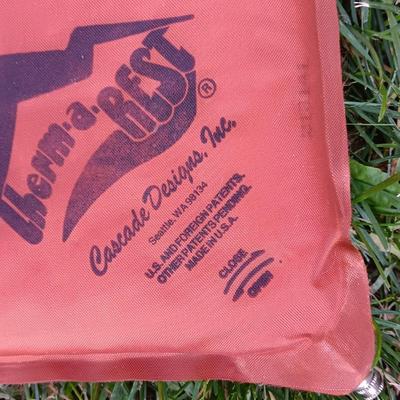 Therm-a-REST®
Cascade Designs, Inc.
Seattle, WA 98134
U.S. AND FOREIGN PATENTS.
OTHER PATENTS PENDING.
MADE IN U.S.A.
CLOSE
OPEN